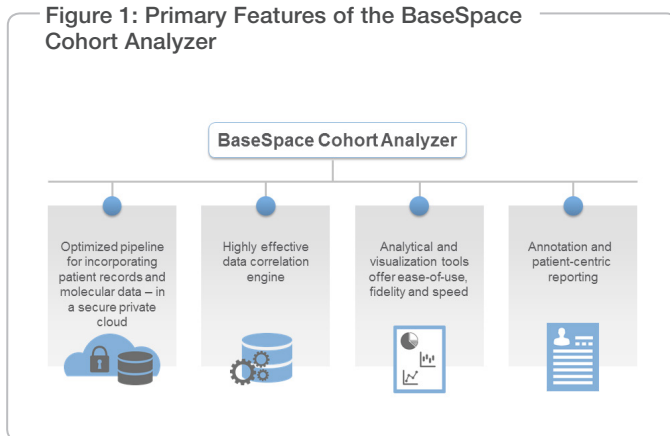 Figure 1: Primary Features of the BaseSpace
Cohort Analyzer
BaseSpace Cohort Analyzer
Optimized pipeline
for incorporating
patient records and
molecular data – in
a secure private
cloud
Highly effective
data correlation
engine
Analytical and
visualization tools
offer ease-of-use,
fidelity and speed
Annotation and
patient-centric
reporting